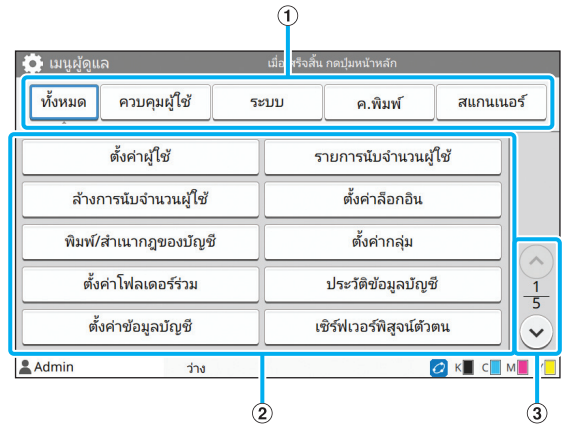 ①
เมนูผู้ดูแล กดปุ่มหน้าหลัก
ทั้งหมด ควบคุมผู้ใช้ ระบบ ค.พิมพ์ สแกนเนอร์
ตั้งค่าผู้ใช้ รายการนับจำนวนผู้ใช้
ล้างการนับจำนวนผู้ใช้ ตั้งค่าล็อกอิน
พิมพ์/สำเนากฎของบัญชี ตั้งค่ากลุ่ม
ตั้งค่าโฟลเดอร์ร่วม ประวัติข้อมูลบัญชี
1
5
ตั้งค่าข้อมูลบัญชี เซิร์ฟเวอร์พิสูจน์ตัวตน
Admin ว่าง K C M Y
② ③